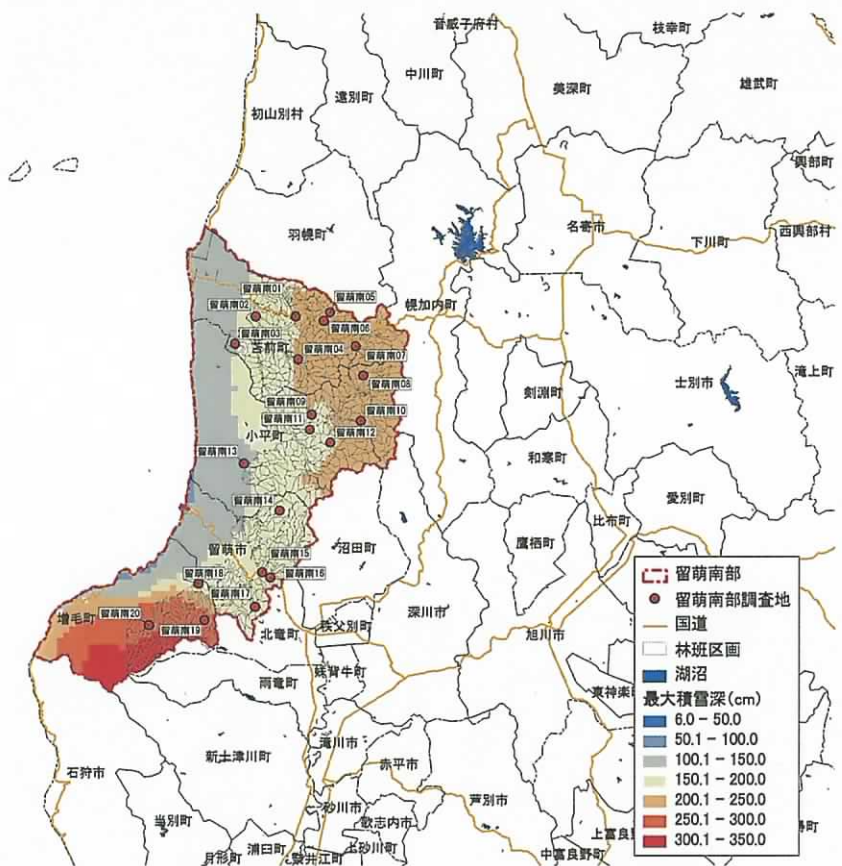 音威子府村
枝幸町
中川町
美深町
雄武町
遠別町
初山別村
興部町
羽幌町
名寄市
下川町
西興部村
留萌南01
留萌南05
留萌南02
幌加内町
留萌南06
留萌南03
苫前町
留萌南04
留萌南07
滝上町
留萌南08
士別市
剣淵町
留萌南09
留萌南10
留萌南11
小平町
留萌南12
留萌南13
和寒町
愛別町
留萌南14
比布町
鷹栖町
沼田町
留萌市
留萌南15
留萌南16
留萌南18
留萌南17
深川市
増毛町
留萌南20
留萌南19
北竜町
秩父別町
旭川市
妹背牛町
雨竜町
東神楽
新十津川町
滝川市
赤平市
石狩市
芦別市
砂川市
当別町
歌志内市
上富良野
上砂川町
浦臼町
月形町
奈井江町
中富良野町
野町
留萌南部
留萌南部調査地
国道
林班区画
湖沼
最大積雪深(cm)
6.0 - 50.0
50.1 - 100.0
100.1 - 150.0
150.1 - 200.0
200.1 - 250.0
250.1 - 300.0
300.1 - 350.0